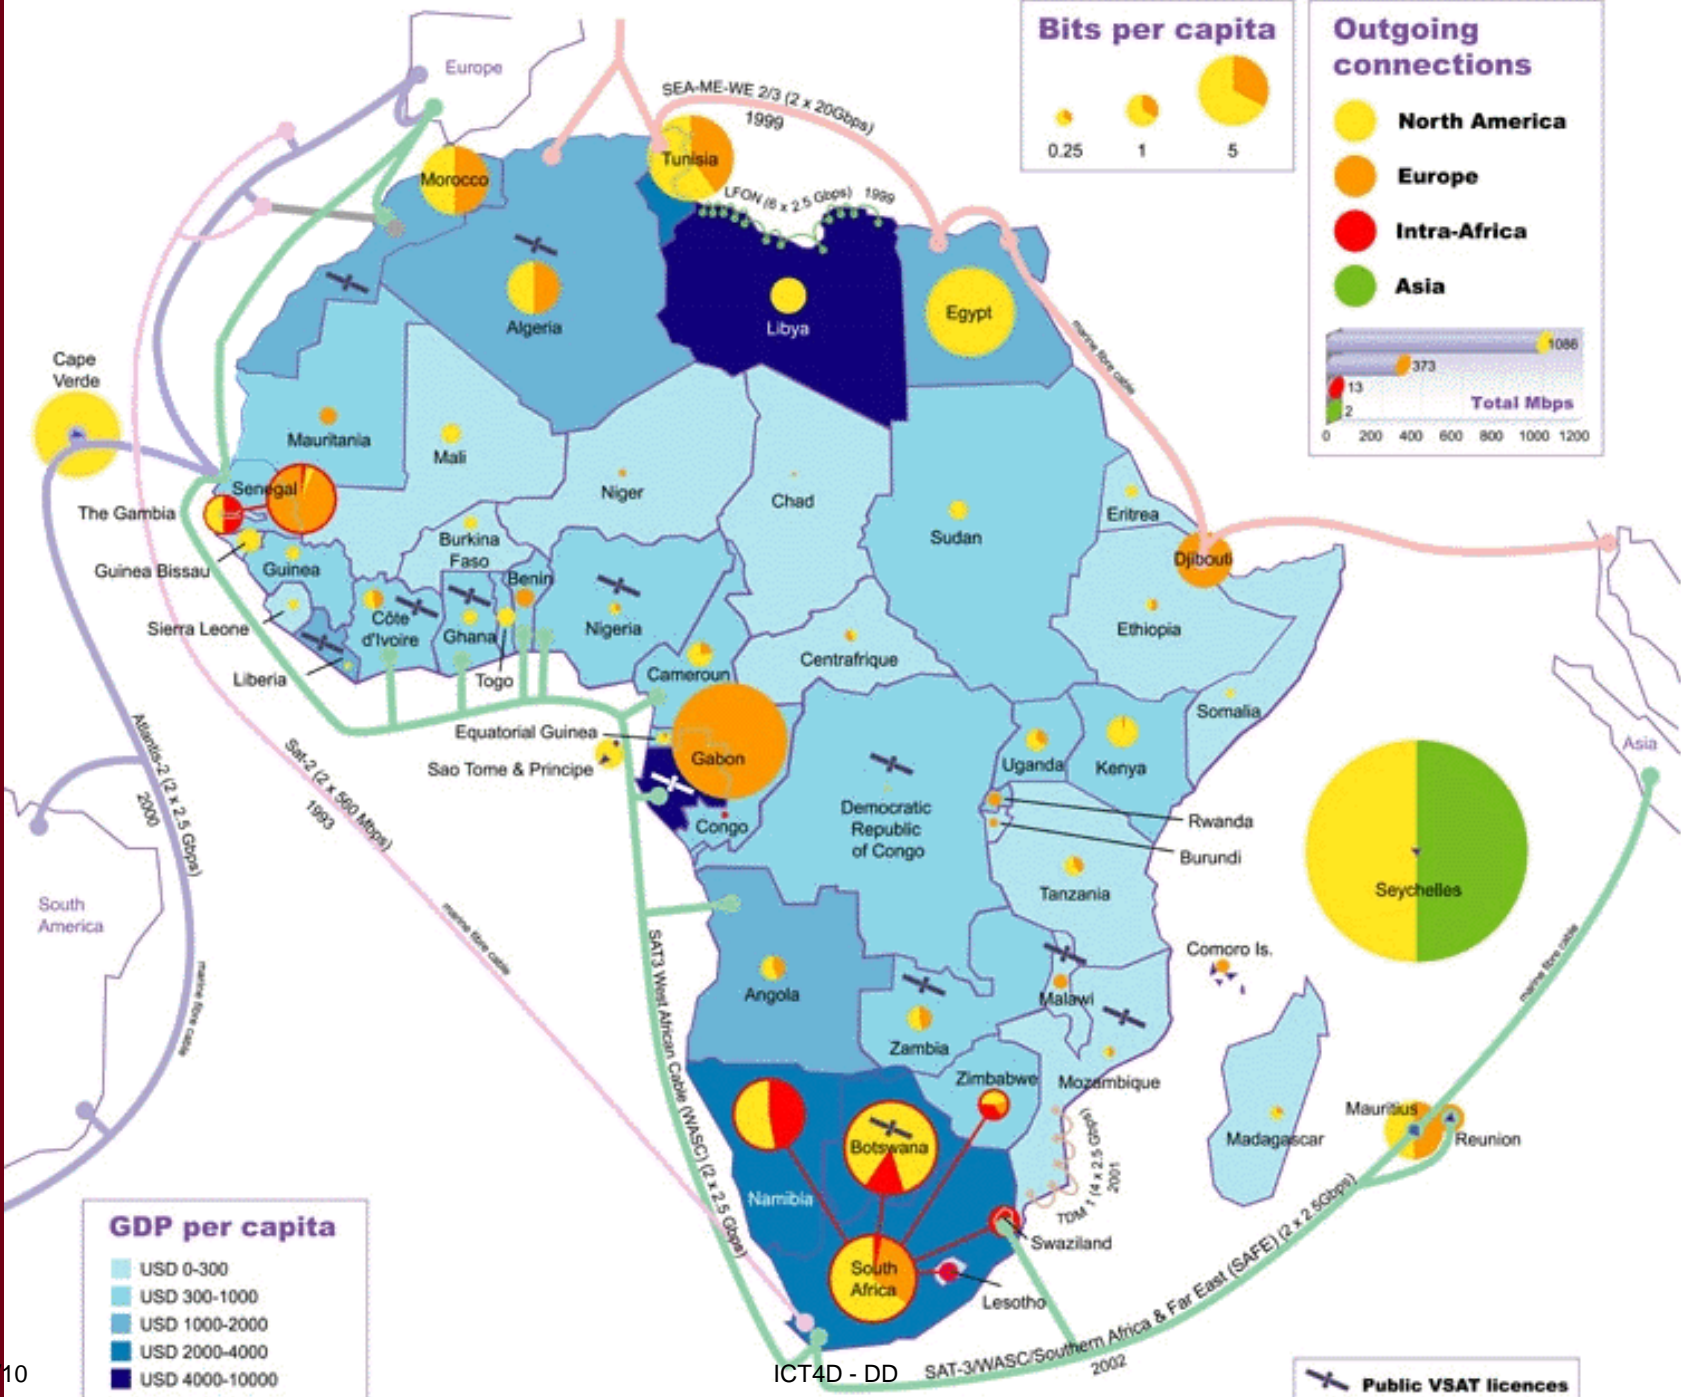 Bits per capita
0.25
1
5
Outgoing
connections
North America
Europe
Intra-Africa
Asia
1086
373
13
2
Total Mbps
0
200
400
600
800
1000
1200
Europe
SEA-ME-WE 2/3 (2 x 20Gbps)
1999
Morocco
Tunisia
LFON (6 x 2.5 Gbps) 1999
Algeria
Libya
Egypt
marine fibre cable
Cape
Verde
Mauritania
Mali
Niger
Chad
Sudan
Eritrea
Senegal
The Gambia
Burkina
Faso
Djibouti
Guinea Bissau
Guinea
Benin
Côte
d'Ivoire
Ghana
Nigeria
Ethiopia
Sierra Leone
Centrafrique
Liberia
Togo
Cameroun
Somalia
Equatorial Guinea
Sao Tome & Principe
Gabon
Uganda
Kenya
Asia
Congo
Democratic
Republic
of Congo
Rwanda
Burundi
Atlantis-2 (2 x 2.5 Gbps)
2000
marine fibre cable
Sat-2 (2 x 560 Mbps)
1993
marine fibre cable
South
America
Tanzania
Seychelles
Comoro Is.
marine fibre cable
SAT3 West African Cable (WASC) (2 x 2.5 Gbps)
Angola
Malawi
Zambia
Zimbabwe
Mozambique
Mauritius
Reunion
Madagascar
Botswana
Namibia
TDM 1 (4 x 2.5 Gbps)
2001
Swaziland
South
Africa
Lesotho
SAT-3/WASC/Southern Africa & Far East (SAFE) (2 x 2.5Gbps)
2002
GDP per capita
USD 0-300
USD 300-1000
USD 1000-2000
USD 2000-4000
USD 4000-10000
Public VSAT licences
10
ICT4D - DD